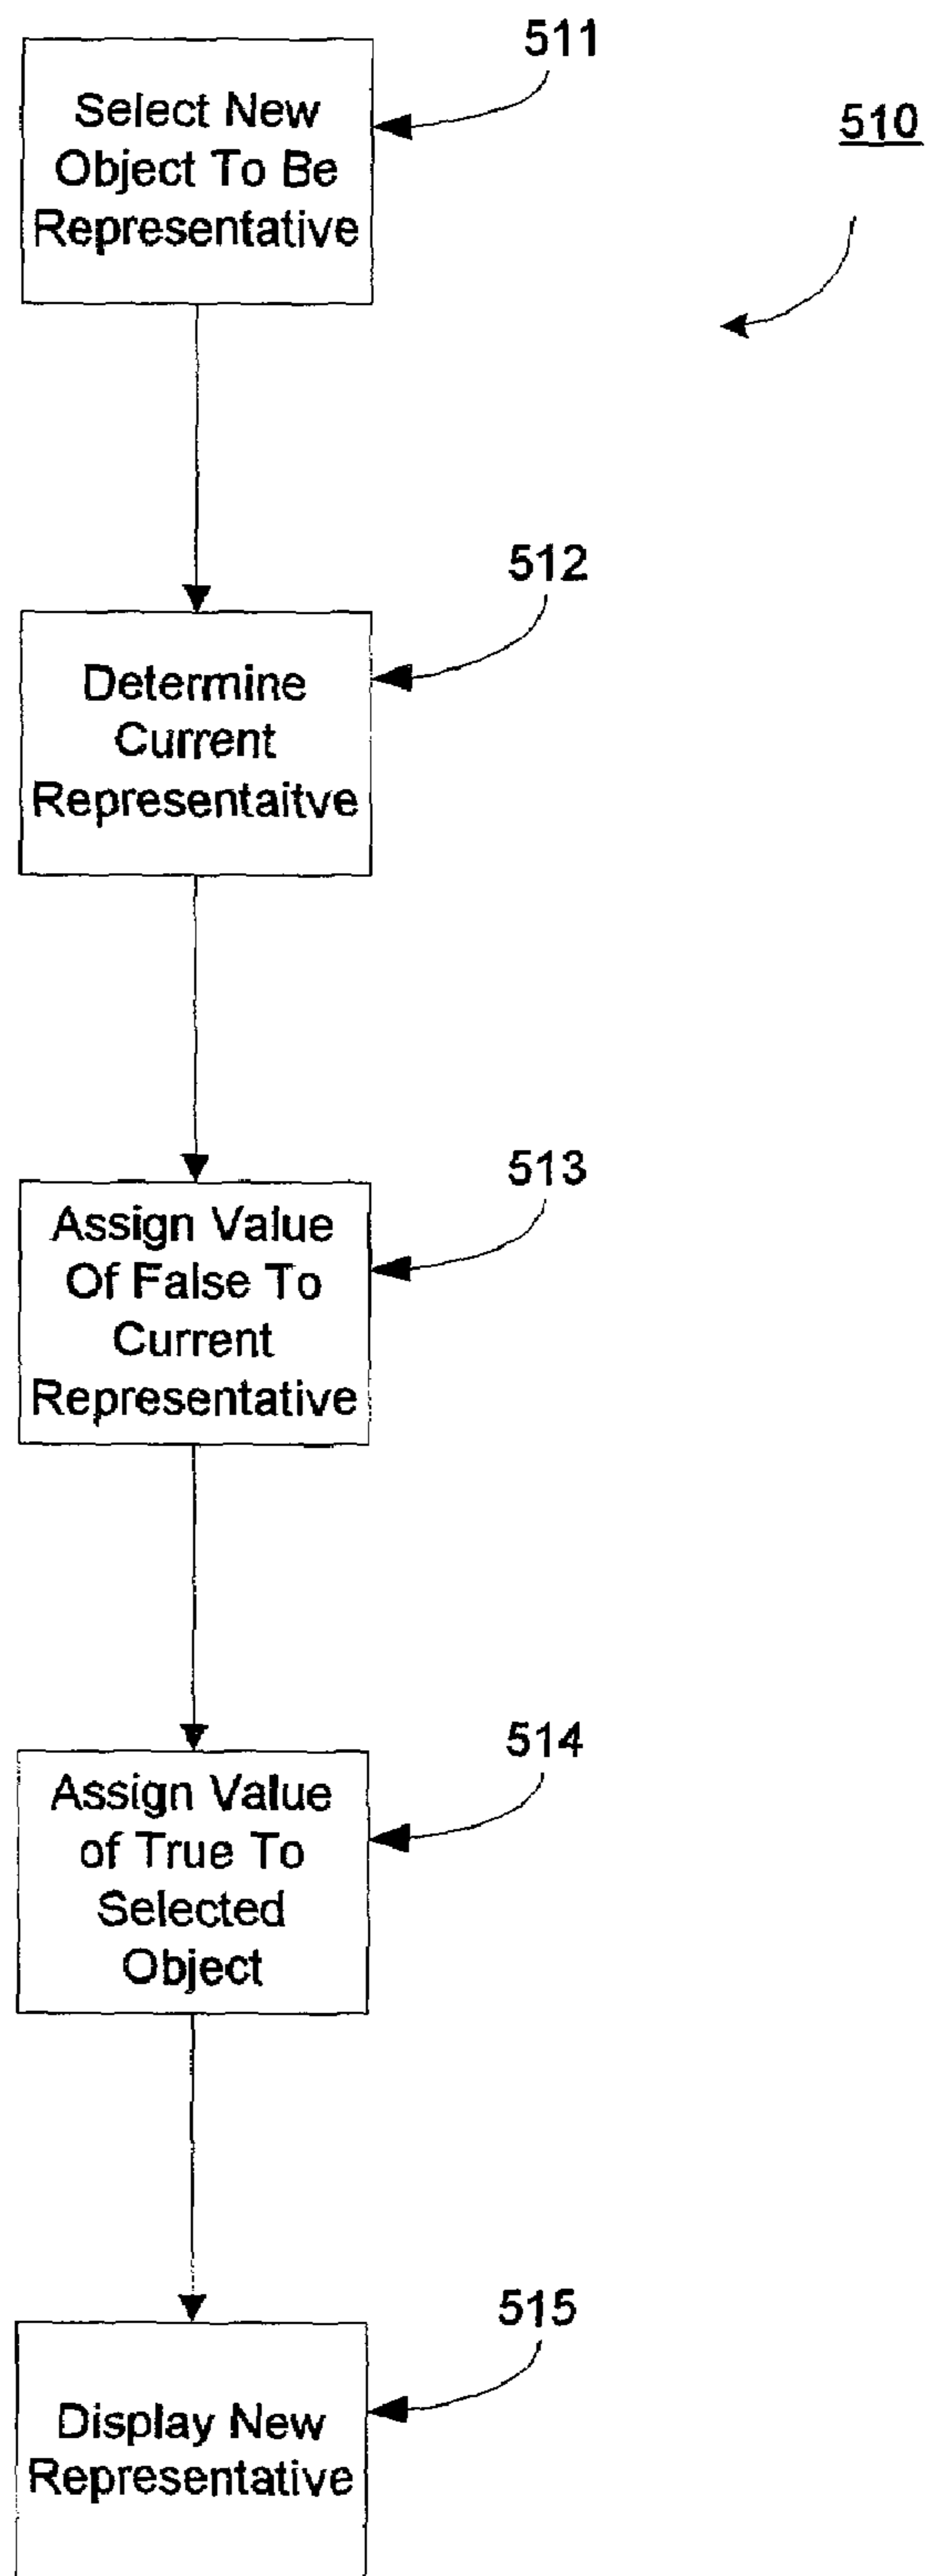 511
510
Select New
Object To Be
Representative
512
Determine
Current
Representaitve
513
Assign Value
Of False To
Current
Representative
514
Assign Value
of True To
Selected
Object
515
Display New
Representative